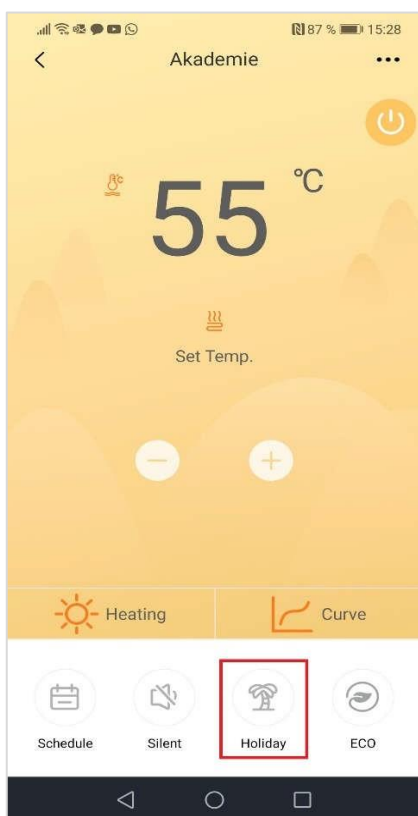 87 % 15:28
Akademie
°C
55 °C
Set Temp.
Heating Curve
Schedule Silent Holiday ECO